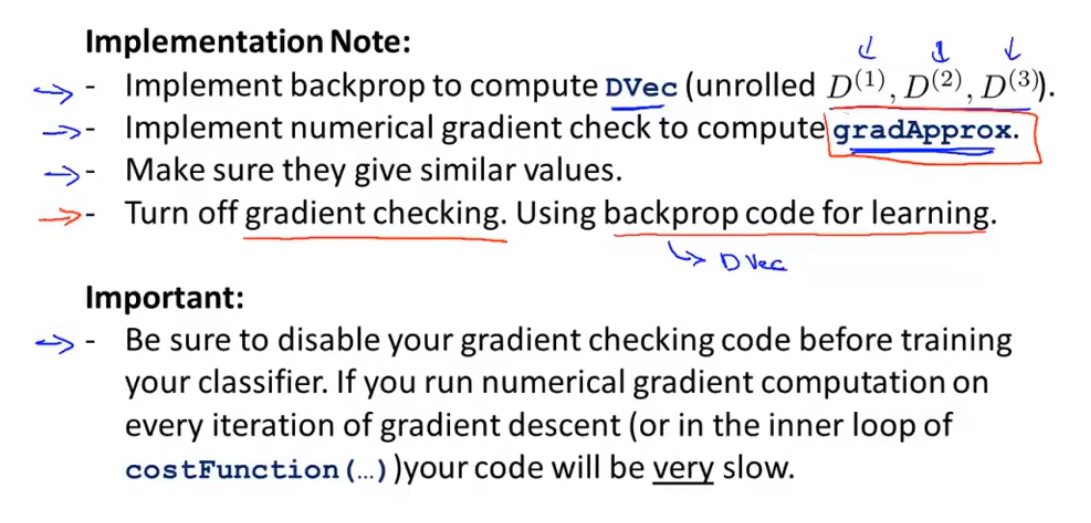 Implementation Note:
- Implement backprop to compute DVec (unrolled D^(1), D^(2), D^(3)).
- Implement numerical gradient check to compute gradApprox.
- Make sure they give similar values.
- Turn off gradient checking. Using backprop code for learning.
DVec
Important:
- Be sure to disable your gradient checking code before training
your classifier. If you run numerical gradient computation on
every iteration of gradient descent (or in the inner loop of
costFunction(…))your code will be very slow.